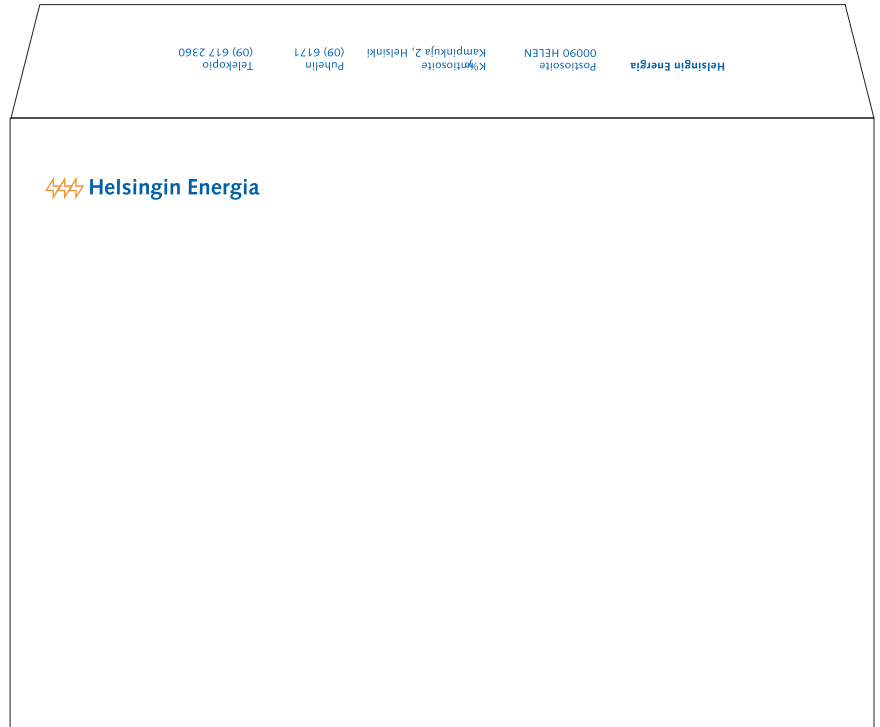 Helsingin Energia Postiosoite K%yntiosoite Puhelin Telekopio
00090 HELEN Kampinkuja 2, Helsinki (09) 6171 (09) 617 2360
Helsingin Energia